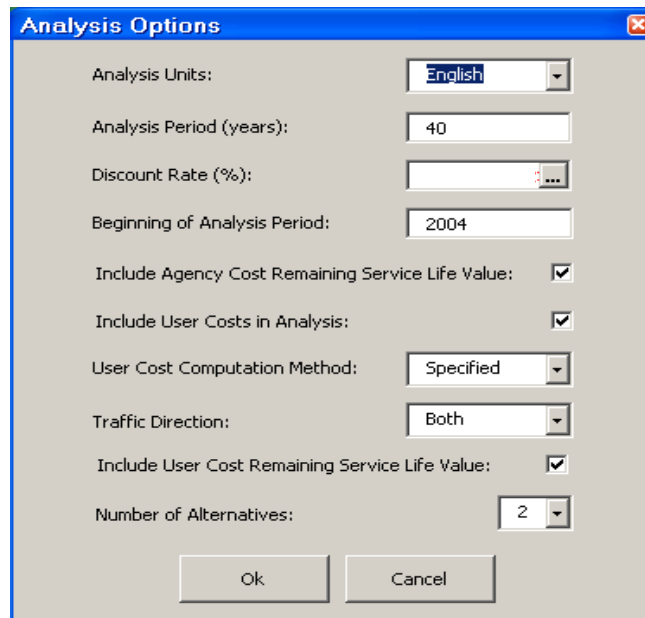 Analysis Options
Analysis Units: English
Analysis Period (years): 40
Discount Rate (%): ...
Beginning of Analysis Period: 2004
Include Agency Cost Remaining Service Life Value:
Include User Costs in Analysis:
User Cost Computation Method: Specified
Traffic Direction: Both
Include User Cost Remaining Service Life Value:
Number of Alternatives: 2
Ok Cancel